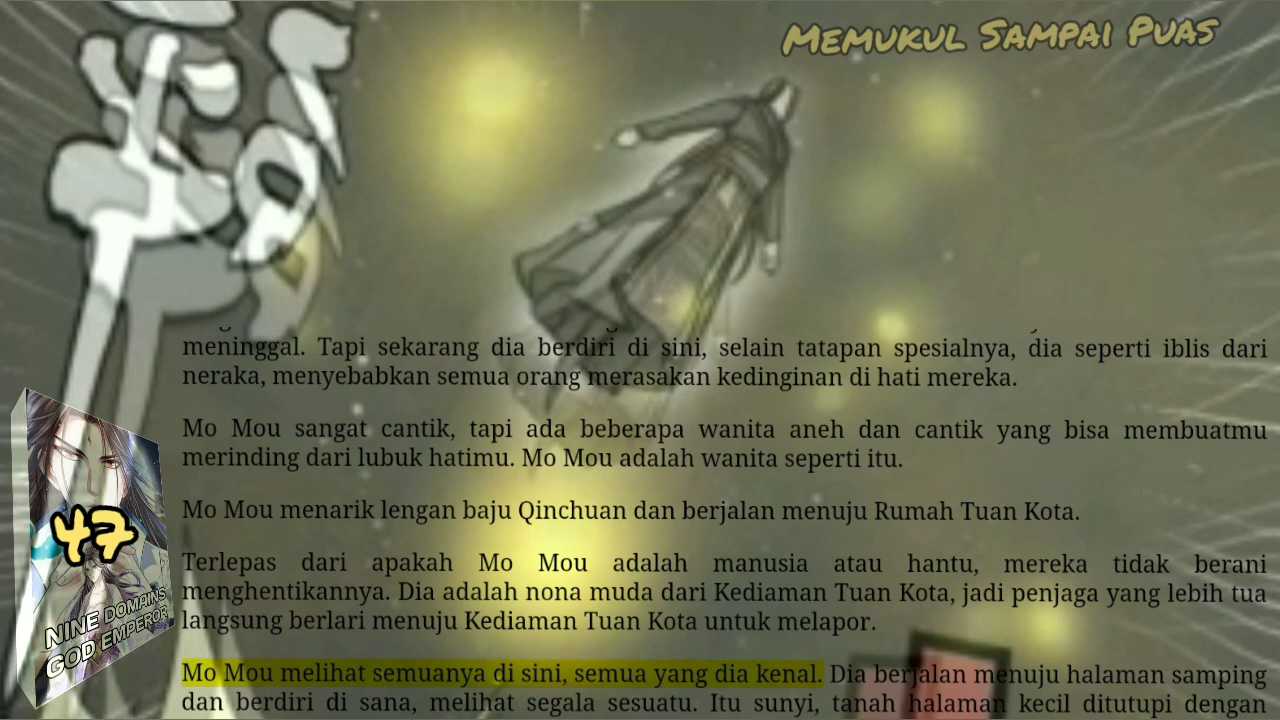 Memukul Sampai Puas
meninggal. Tapi sekarang dia berdiri di sini, selain tatapan spesialnya, dia seperti iblis dari
neraka, menyebabkan semua orang merasakan kedinginan di hati mereka.
Mo Mou sangat cantik, tapi ada beberapa wanita aneh dan cantik yang bisa membuatmu
merinding dari lubuk hatimu. Mo Mou adalah wanita seperti itu.
Mo Mou menarik lengan baju Qinchuan dan berjalan menuju Rumah Tuan Kota.
Terlepas dari apakah Mo Mou adalah manusia atau hantu, mereka tidak berani
menghentikannya. Dia adalah nona muda dari Kediaman Tuan Kota, jadi penjaga yang lebih tua
langsung berlari menuju Kediaman Tuan Kota untuk melapor.
Mo Mou melihat semuanya di sini, semua yang dia kenal. Dia berjalan menuju halaman samping
dan berdiri di sana, melihat segala sesuatu. Itu sunyi, tanah halaman kecil ditutupi dengan
47
NINE DOMAINS
GOD EMPEROR